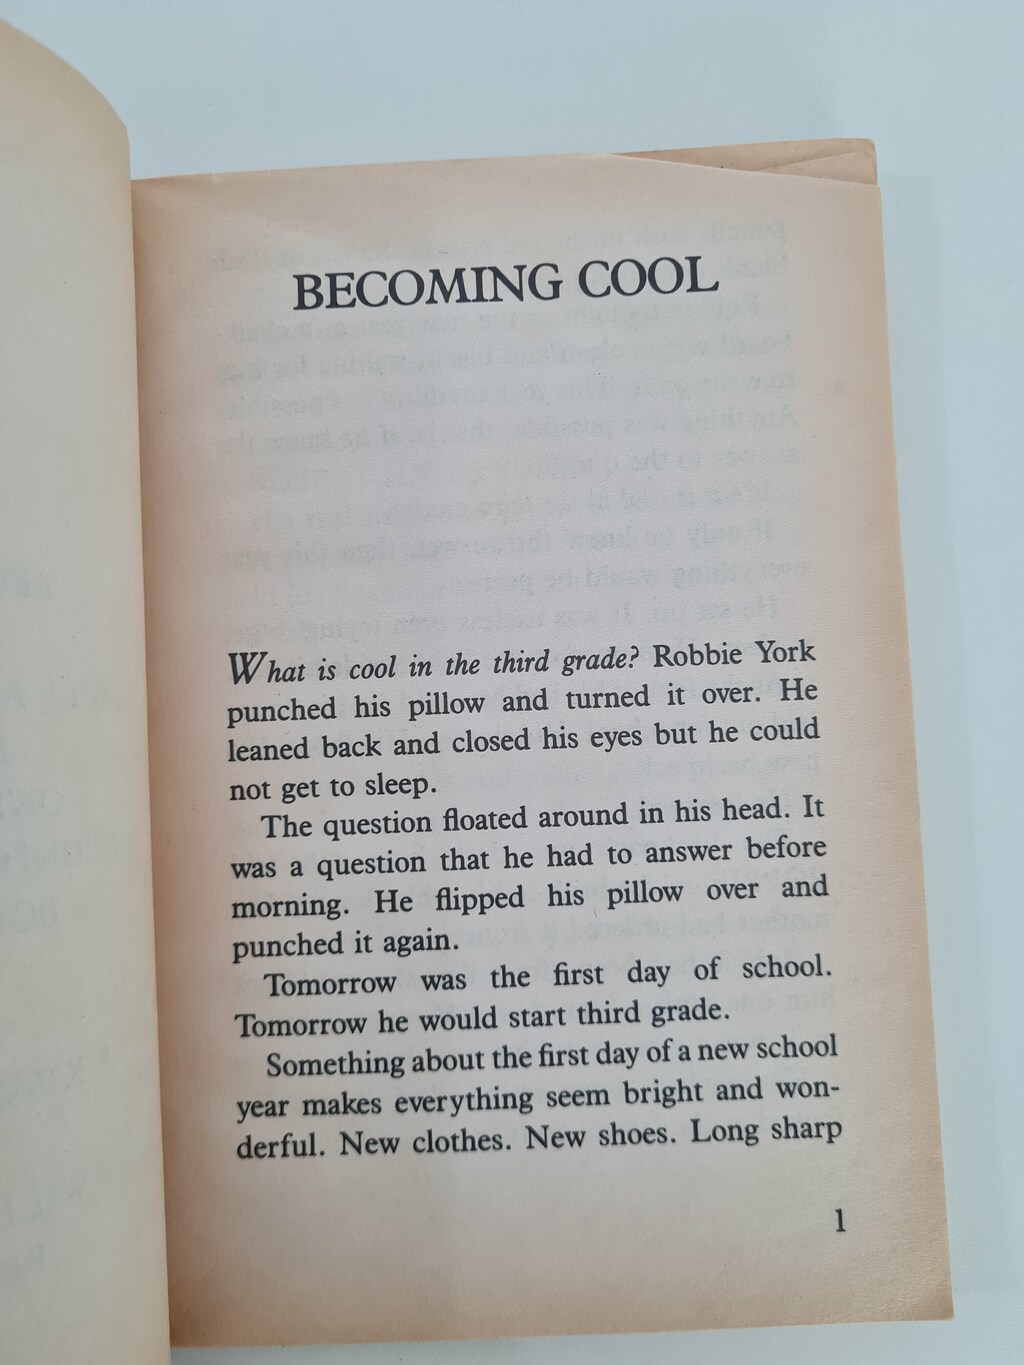 BECOMING COOL
What is cool in the third grade? Robbie York
punched his pillow and turned it over. He
leaned back and closed his eyes but he could
not get to sleep.
The question floated around in his head. It
was a question that he had to answer before
morning. He flipped his pillow over and
punched it again.
Tomorrow was the first day of school.
Tomorrow he would start third grade.
Something about the first day of a new school
year makes everything seem bright and won-
derful. New clothes. New shoes. Long sharp
1